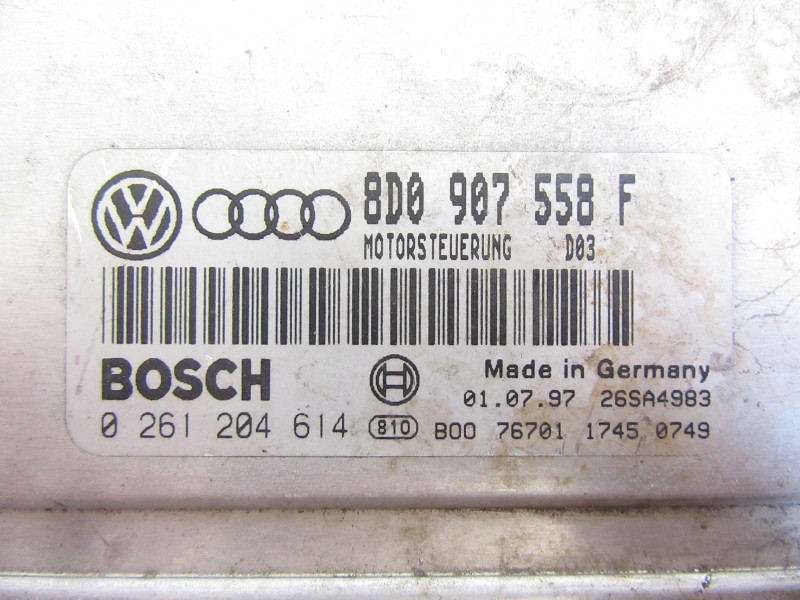 8D0 907 558 F
MOTORSTEUERUNG D03
BOSCH
Made in Germany
01.07.97 26SA4983
0 261 204 614 810 B00 76701 1745 0749